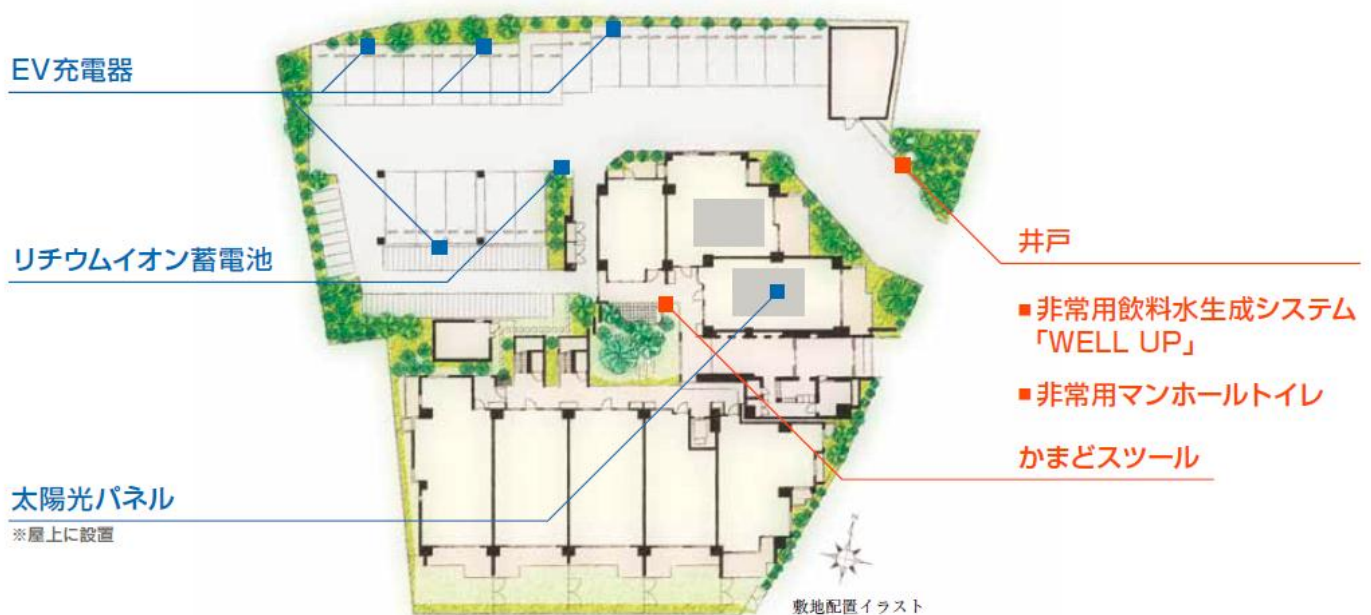 EV充電器
リチウムイオン蓄電池
太陽光パネル
※屋上に設置
井戸
■非常用飲料水生成システム
「WELL UP」
■非常用マンホールトイレ
かまどスツール
N
敷地配置イラスト